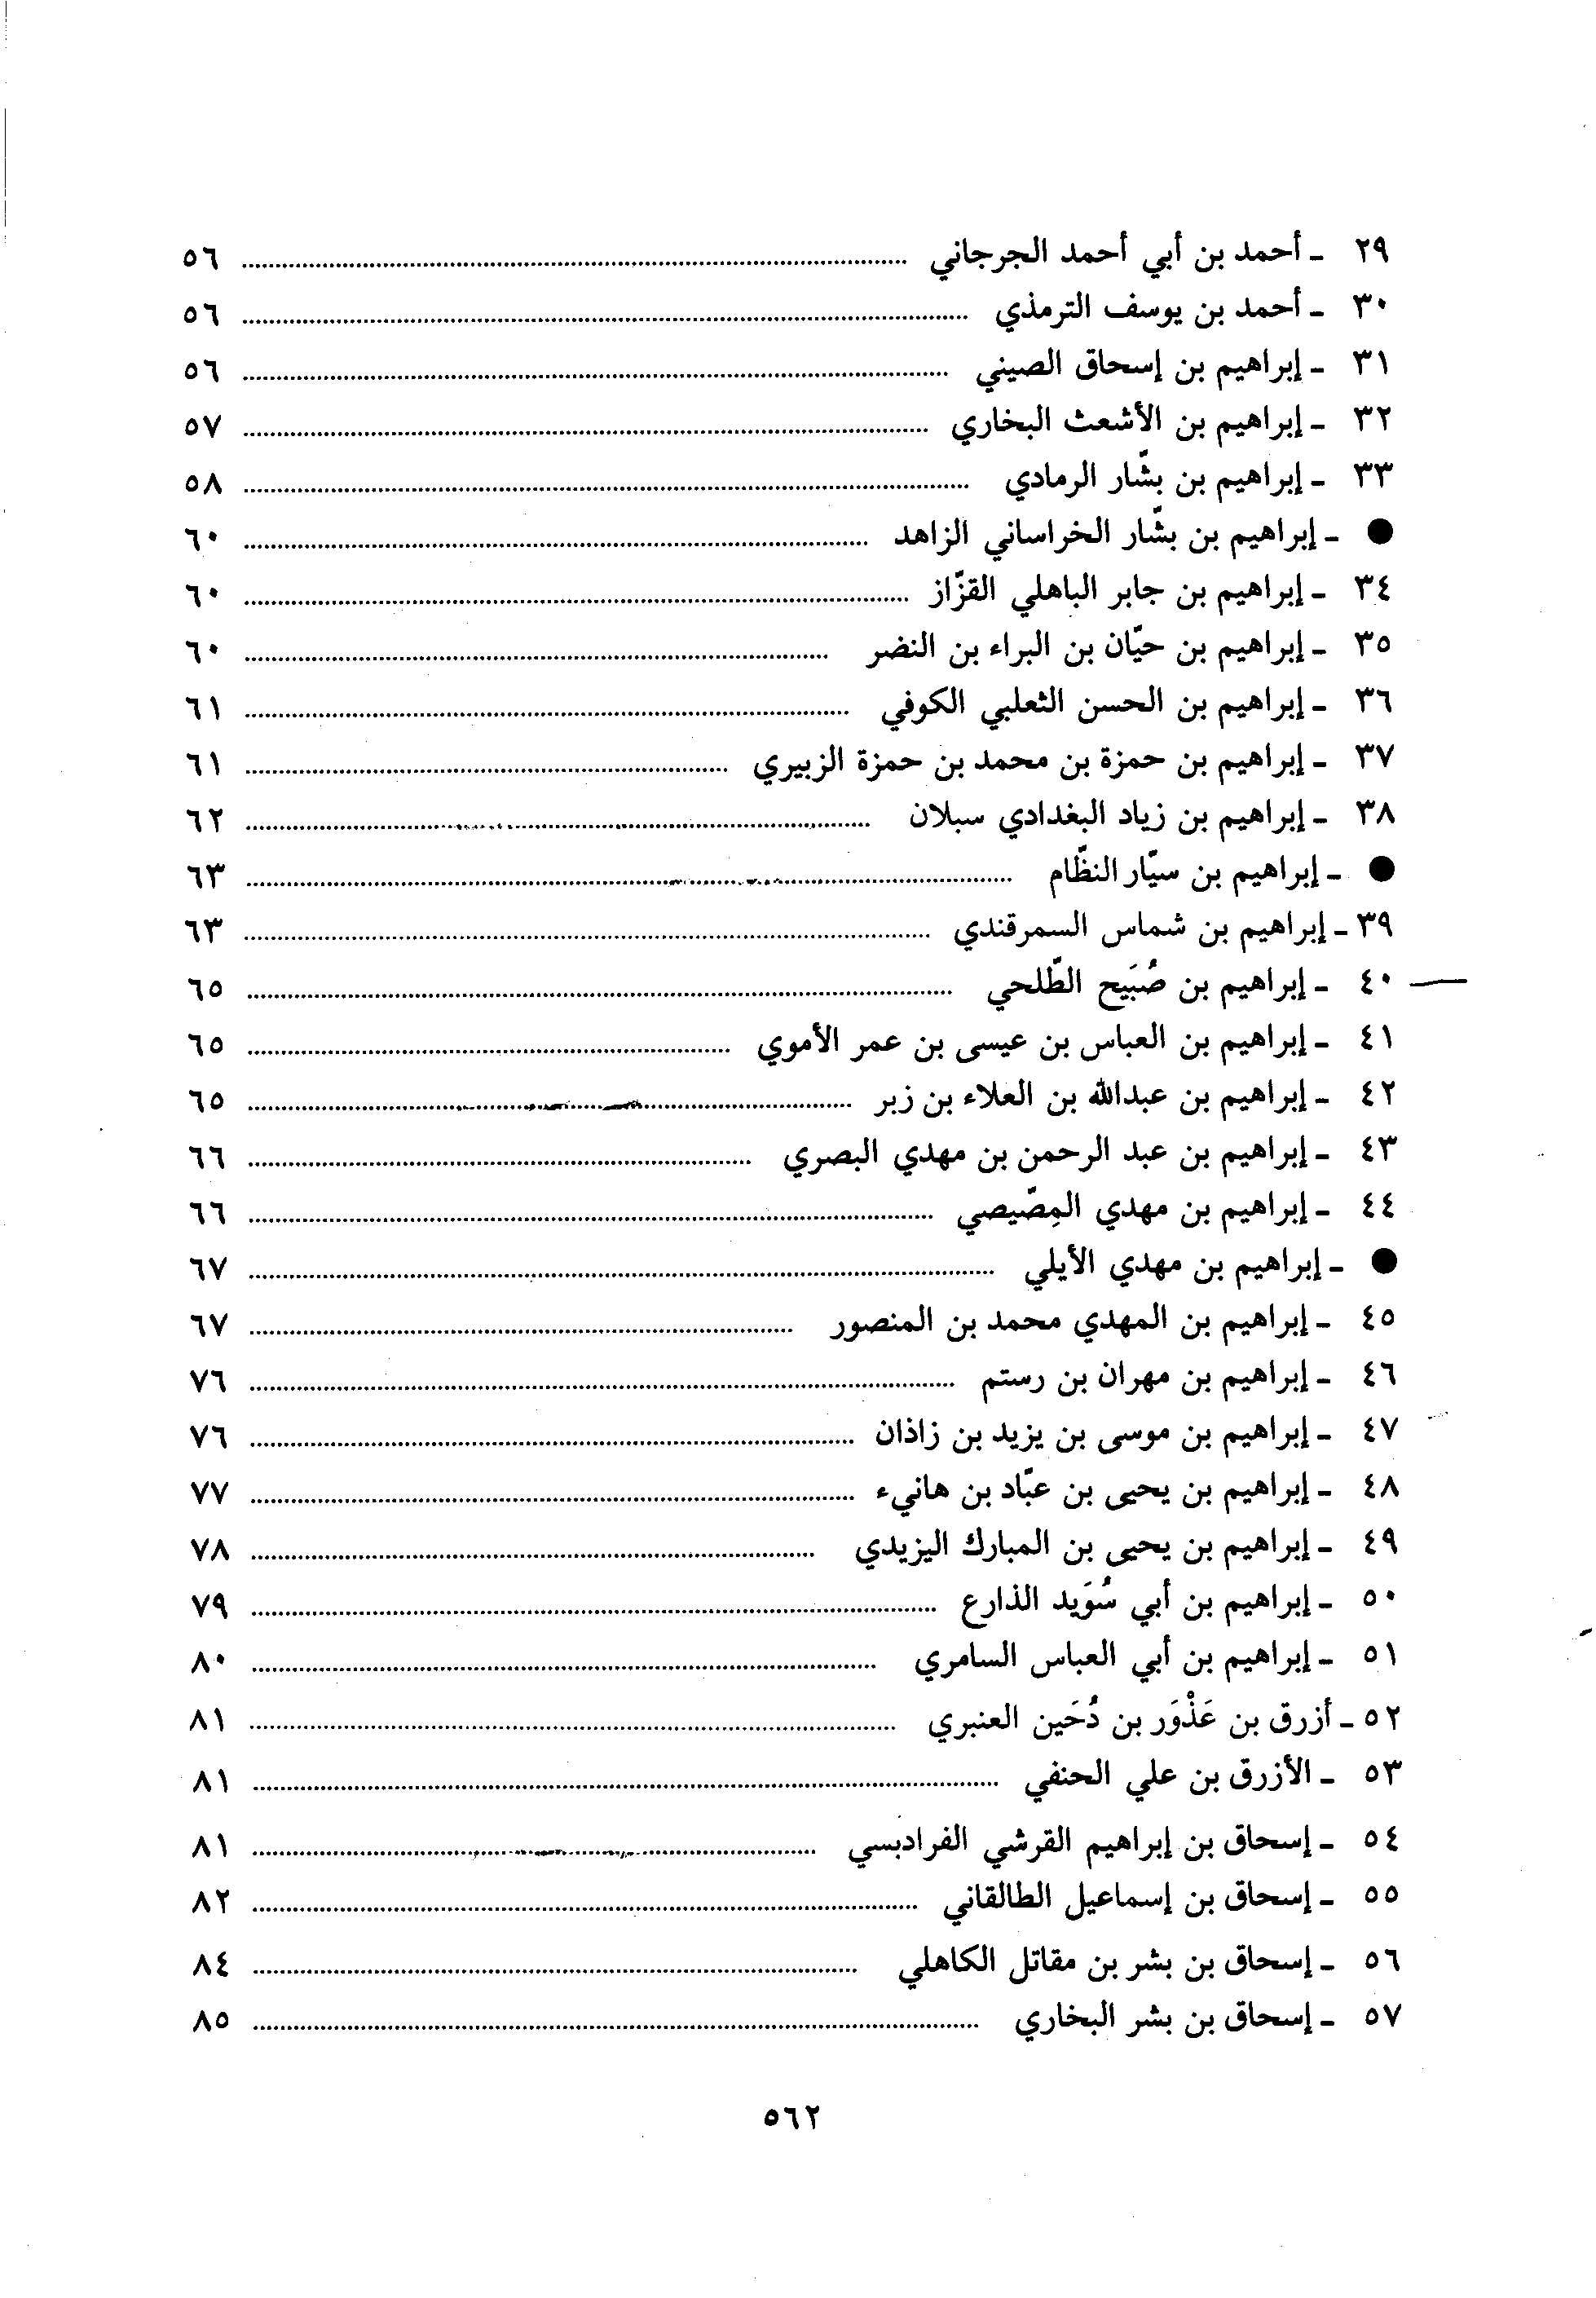 ٢٩ - أحمد بن أبي أحمد الجرجاني ........ ٥٦
٣٠ - أحمد بن يوسف الترمذي ........ ٥٦
٣١ - إبراهيم بن إسحاق الصيني ........ ٥٦
٣٢ - إبراهيم بن الأشعث البخاري ........ ٥٧
٣٣ - إبراهيم بن بشّار الرمادي ........ ٥٨
● - إبراهيم بن بشّار الخراساني الزاهد ........ ٦٠
٣٤ - إبراهيم بن جابر الباهلي القزّاز ........ ٦٠
٣٥ - إبراهيم بن حيّان بن البراء بن النضر ........ ٦٠
٣٦ - إبراهيم بن الحسن الثعلبي الكوفي ........ ٦١
٣٧ - إبراهيم بن حمزة بن محمد بن حمزة الزبيري ........ ٦١
٣٨ - إبراهيم بن زياد البغدادي سبلان ........ ٦٢
● - إبراهيم بن سيّار النظّام ........ ٦٣
٣٩ - إبراهيم بن شماس السمرقندي ........ ٦٣
٤٠ - إبراهيم بن صُبَيح الطّلحي ........ ٦٥
٤١ - إبراهيم بن العباس بن عيسى بن عمر الأموي ........ ٦٥
٤٢ - إبراهيم بن عبدالله بن العلاء بن زبر ........ ٦٥
٤٣ - إبراهيم بن عبد الرحمن بن مهدي البصري ........ ٦٦
٤٤ - إبراهيم بن مهدي المِصّيصي ........ ٦٦
● - إبراهيم بن مهدي الأيلي ........ ٦٧
٤٥ - إبراهيم بن المهدي محمد بن المنصور ........ ٦٧
٤٦ - إبراهيم بن مهران بن رستم ........ ٧٦
٤٧ - إبراهيم بن موسى بن يزيد بن زاذان ........ ٧٦
٤٨ - إبراهيم بن يحيى بن عبّاد بن هانيء ........ ٧٧
٤٩ - إبراهيم بن يحيى بن المبارك اليزيدي ........ ٧٨
٥٠ - إبراهيم بن أبي سُوَيد الذارع ........ ٧٩
٥١ - إبراهيم بن أبي العباس السامري ........ ٨٠
٥٢ - أزرق بن عَذْوَر بن دُحَين العنبري ........ ٨١
٥٣ - الأزرق بن علي الحنفي ........ ٨١
٥٤ - إسحاق بن إبراهيم القرشي الفرادبسي ........ ٨١
٥٥ - إسحاق بن إسماعيل الطالقاني ........ ٨٢
٥٦ - إسحاق بن بشر بن مقاتل الكاهلي ........ ٨٤
٥٧ - إسحاق بن بشر البخاري ........ ٨٥
٥٦٢